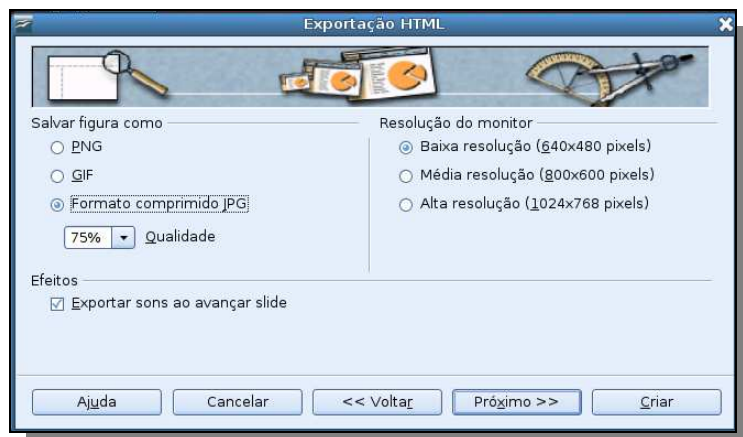 Exportação HTML
Salvar figura como
PNG
GIF
Formato comprimido JPG
75% Qualidade
Resolução do monitor
Baixa resolução (640x480 pixels)
Média resolução (800x600 pixels)
Alta resolução (1024x768 pixels)
Efeitos
Exportar sons ao avançar slide
Ajuda Cancelar << Voltar Próximo >> Criar